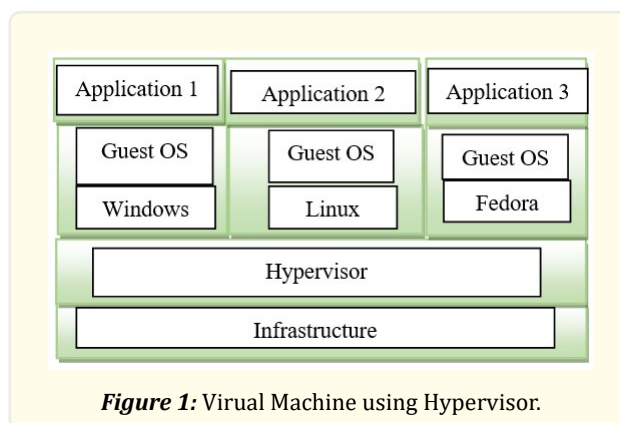 Application 1
Application 2
Application 3
Guest OS
Guest OS
Guest OS
Windows
Linux
Fedora
Hypervisor
Infrastructure
Figure 1: Virual Machine using Hypervisor.